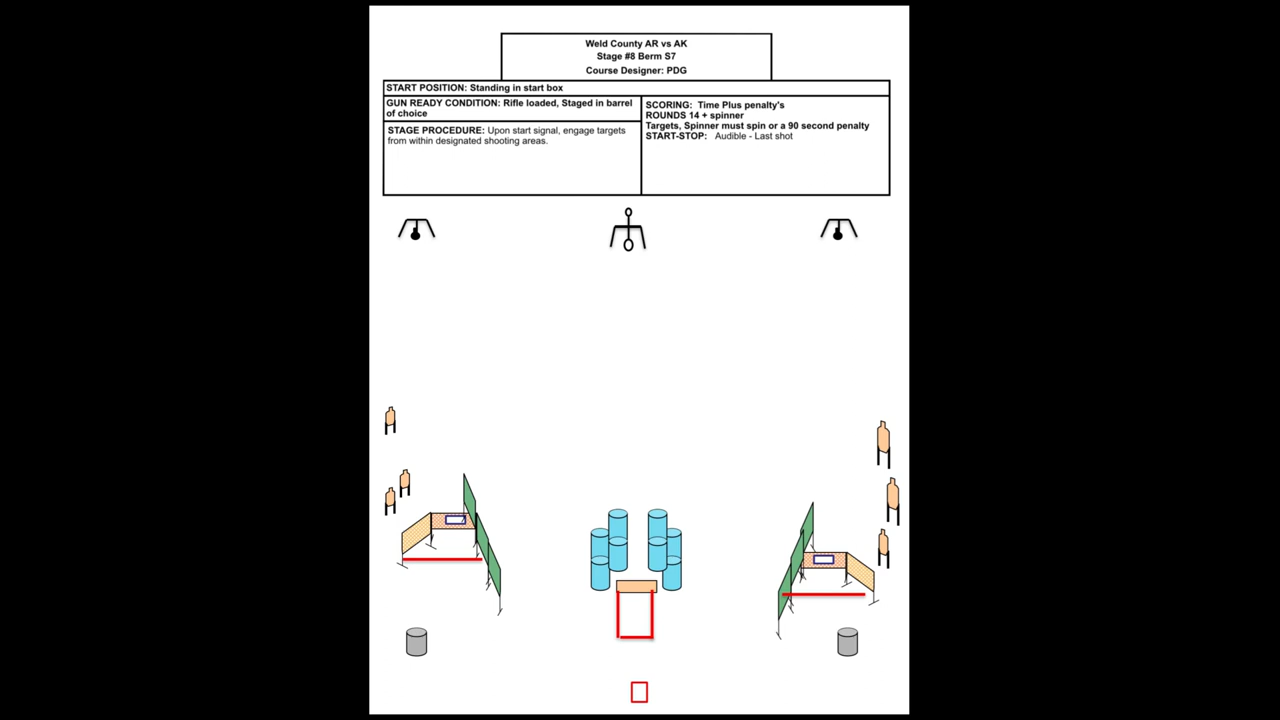 Weld County AR vs AK
Stage #8 Berm S7
Course Designer: PDG
START POSITION: Standing in start box
GUN READY CONDITION: Rifle loaded, Staged in barrel
of choice
STAGE PROCEDURE: Upon start signal, engage targets
from within designated shooting areas.
SCORING: Time Plus penalty's
ROUNDS 14 + spinner
Targets, Spinner must spin or a 90 second penalty
START-STOP: Audible - Last shot